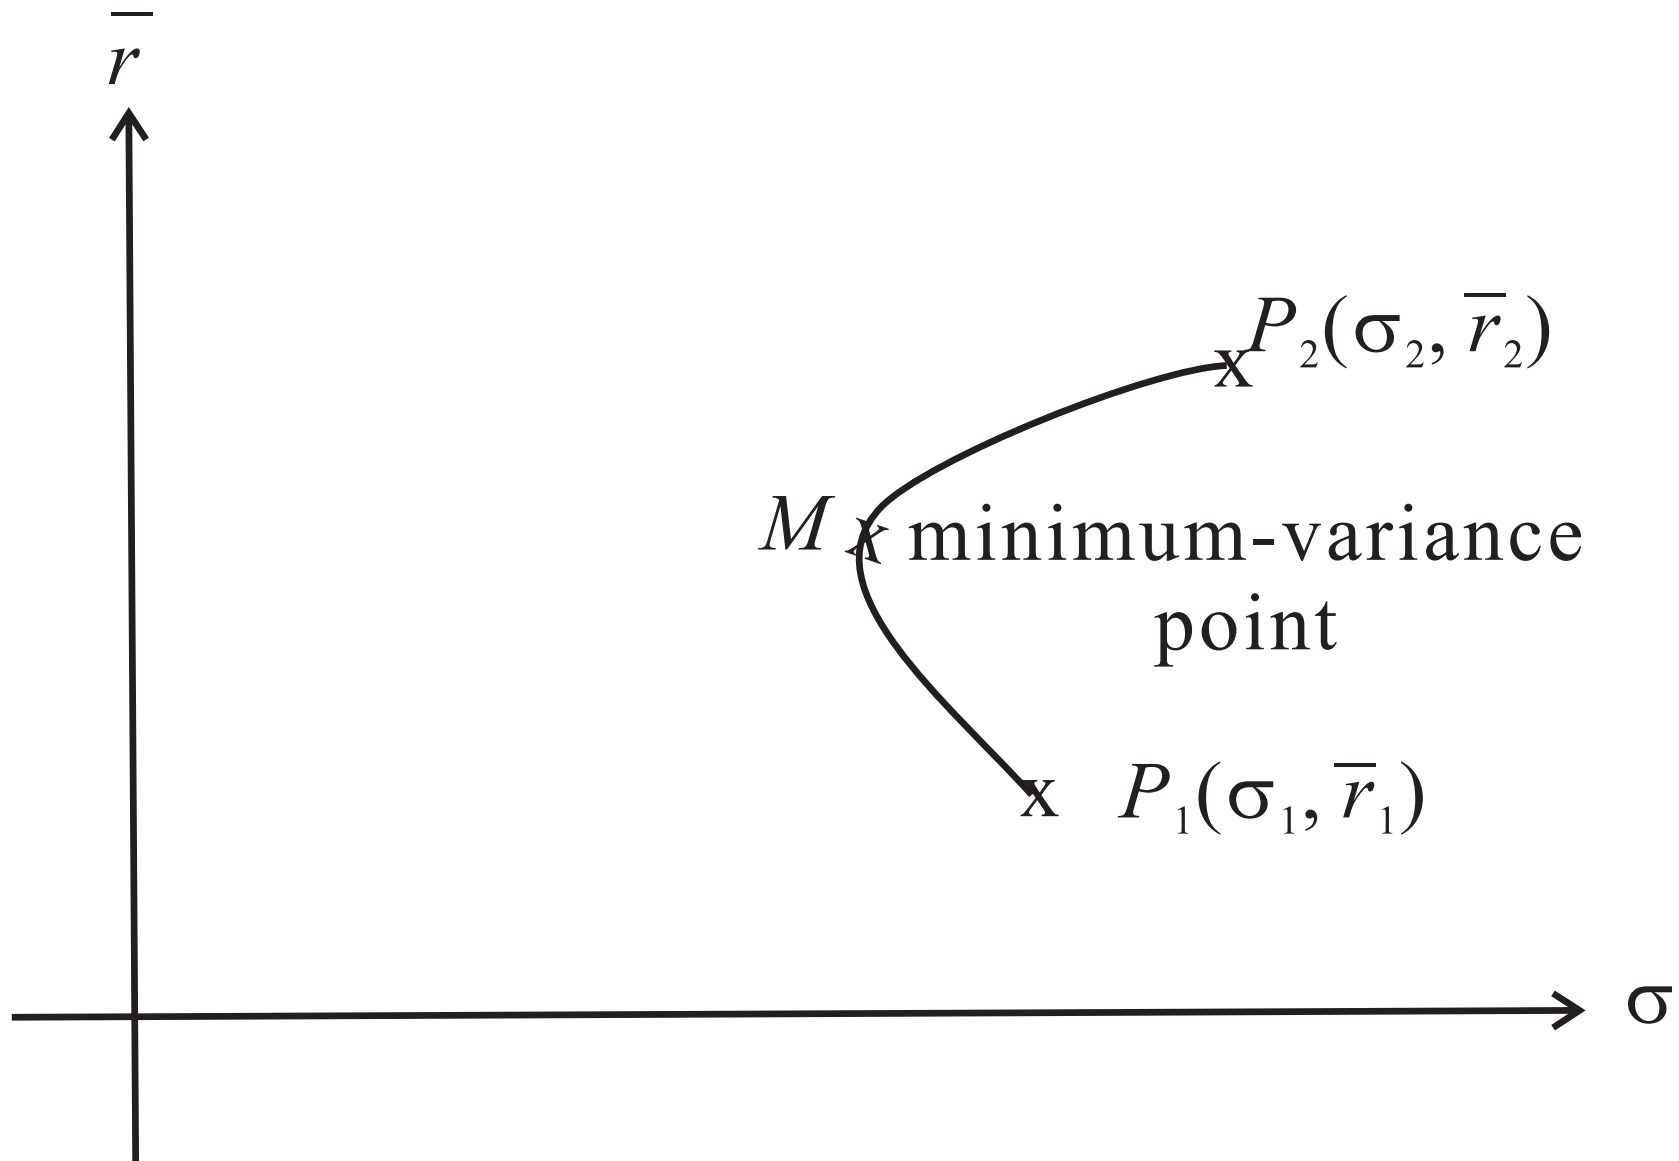 r̅
P₂(σ₂, r̅₂)
M x minimum-variance
point
x
x P₁(σ₁, r̅₁)
σ